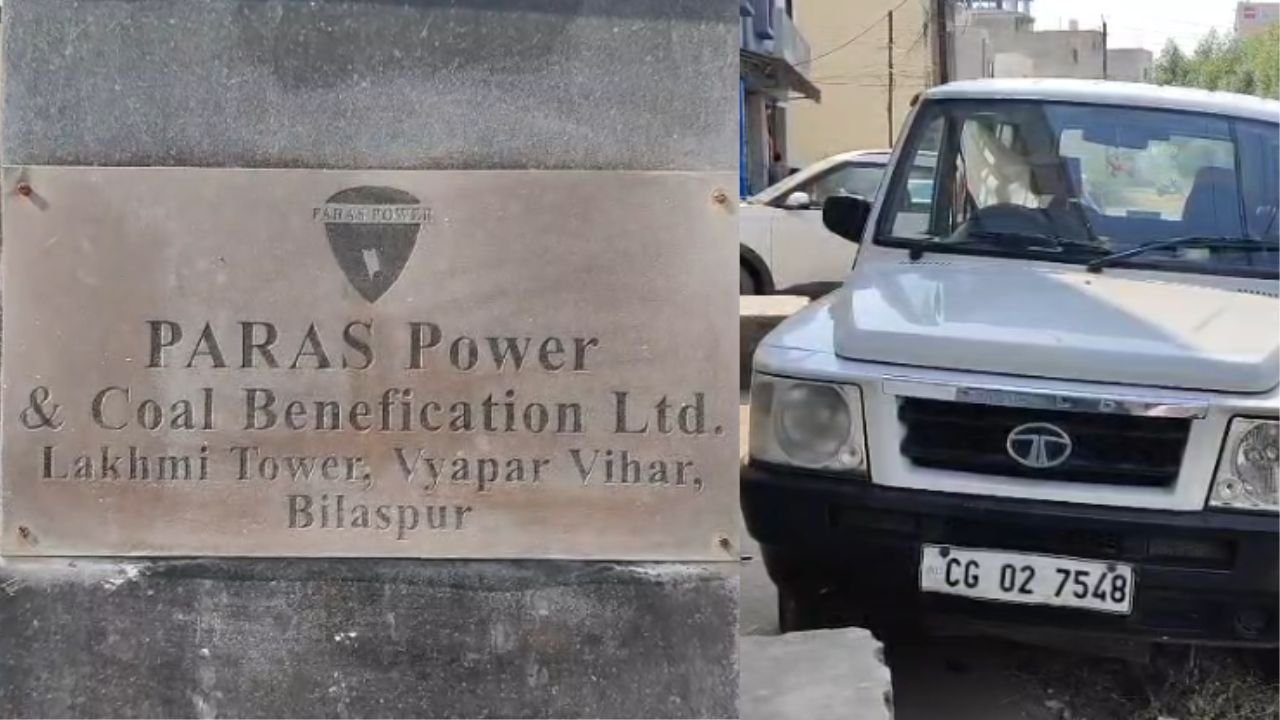 PARAS POWER
PARAS Power
& Coal Benefication Ltd.
Lakhmi Tower, Vyapar Vihar,
Bilaspur
CG 02 7548